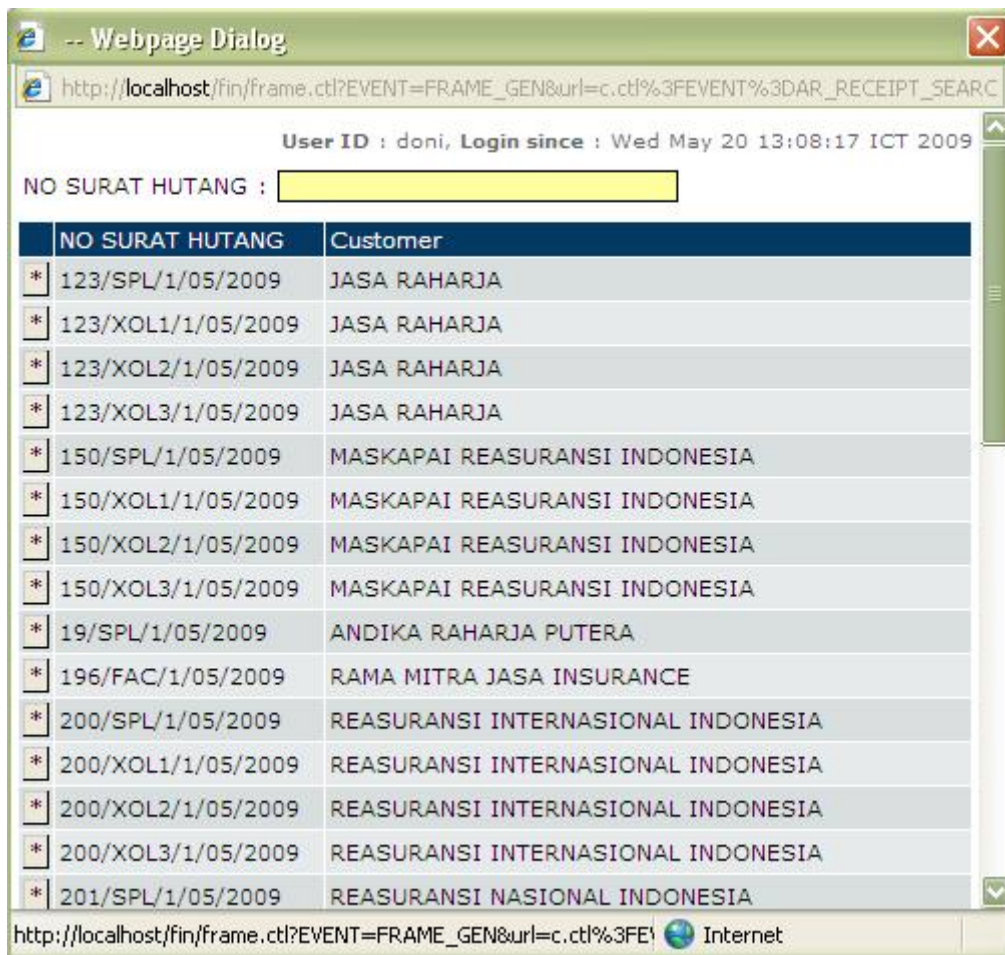 -- Webpage Dialog
http://localhost/fin/frame.ctl?EVENT=FRAME_GEN&url=c.ctl%3FEVENT%3DAR_RECEIPT_SEARC
User ID : doni, Login since : Wed May 20 13:08:17 ICT 2009
NO SURAT HUTANG :
NO SURAT HUTANG Customer
* 123/SPL/1/05/2009 JASA RAHARJA
* 123/XOL1/1/05/2009 JASA RAHARJA
* 123/XOL2/1/05/2009 JASA RAHARJA
* 123/XOL3/1/05/2009 JASA RAHARJA
* 150/SPL/1/05/2009 MASKAPAI REASURANSI INDONESIA
* 150/XOL1/1/05/2009 MASKAPAI REASURANSI INDONESIA
* 150/XOL2/1/05/2009 MASKAPAI REASURANSI INDONESIA
* 150/XOL3/1/05/2009 MASKAPAI REASURANSI INDONESIA
* 19/SPL/1/05/2009 ANDIKA RAHARJA PUTERA
* 196/FAC/1/05/2009 RAMA MITRA JASA INSURANCE
* 200/SPL/1/05/2009 REASURANSI INTERNASIONAL INDONESIA
* 200/XOL1/1/05/2009 REASURANSI INTERNASIONAL INDONESIA
* 200/XOL2/1/05/2009 REASURANSI INTERNASIONAL INDONESIA
* 200/XOL3/1/05/2009 REASURANSI INTERNASIONAL INDONESIA
* 201/SPL/1/05/2009 REASURANSI NASIONAL INDONESIA
http://localhost/fin/frame.ctl?EVENT=FRAME_GEN&url=c.ctl%3FE Internet